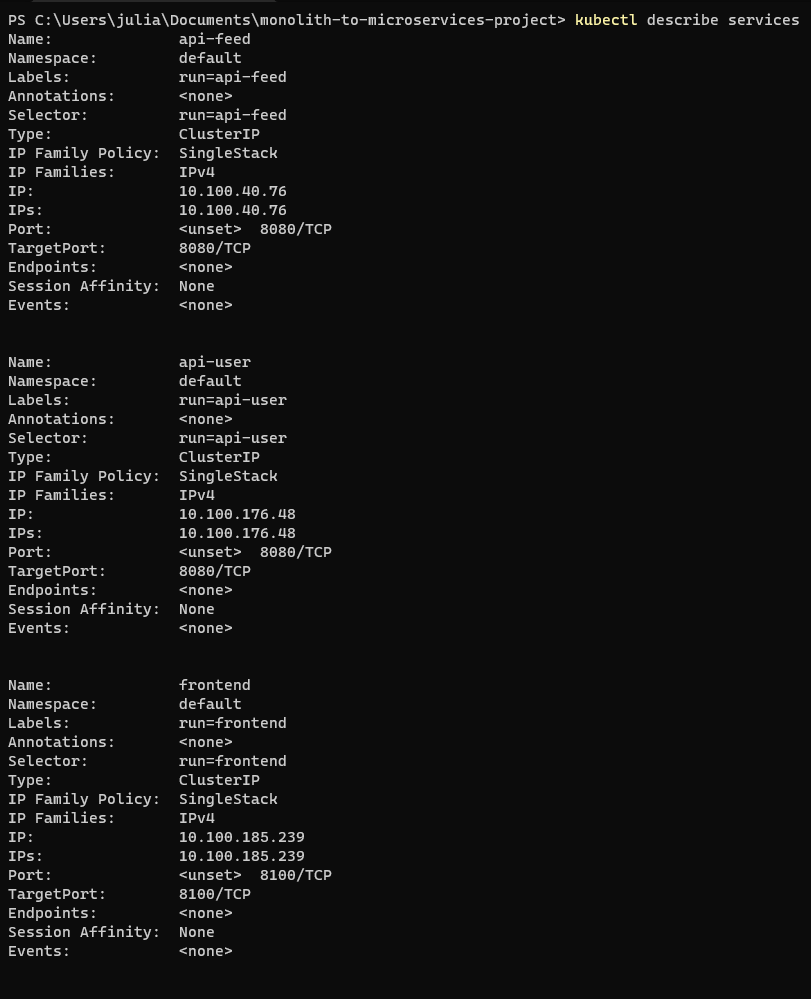 PS C:\Users\julia\Documents\monolith-to-microservices-project> kubectl describe services
Name:              api-feed
Namespace:         default
Labels:            run=api-feed
Annotations:       <none>
Selector:          run=api-feed
Type:              ClusterIP
IP Family Policy:  SingleStack
IP Families:       IPv4
IP:                10.100.40.76
IPs:               10.100.40.76
Port:              <unset>  8080/TCP
TargetPort:        8080/TCP
Endpoints:         <none>
Session Affinity:  None
Events:            <none>
Name:              api-user
Namespace:         default
Labels:            run=api-user
Annotations:       <none>
Selector:          run=api-user
Type:              ClusterIP
IP Family Policy:  SingleStack
IP Families:       IPv4
IP:                10.100.176.48
IPs:               10.100.176.48
Port:              <unset>  8080/TCP
TargetPort:        8080/TCP
Endpoints:         <none>
Session Affinity:  None
Events:            <none>
Name:              frontend
Namespace:         default
Labels:            run=frontend
Annotations:       <none>
Selector:          run=frontend
Type:              ClusterIP
IP Family Policy:  SingleStack
IP Families:       IPv4
IP:                10.100.185.239
IPs:               10.100.185.239
Port:              <unset>  8100/TCP
TargetPort:        8100/TCP
Endpoints:         <none>
Session Affinity:  None
Events:            <none>